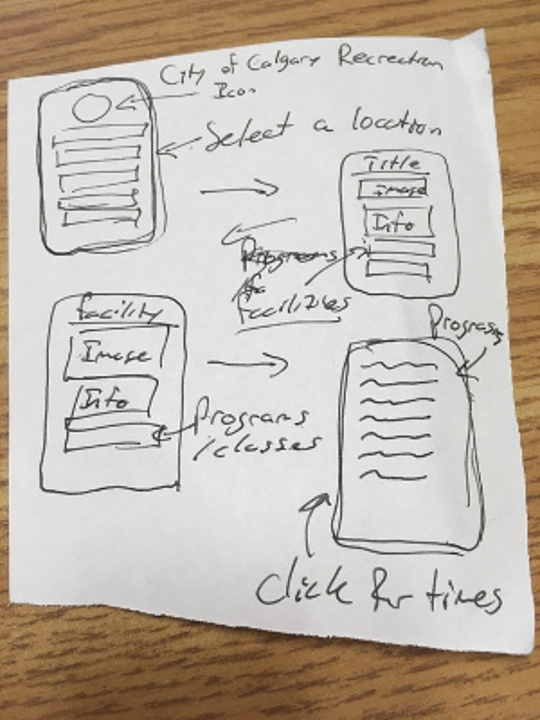 City of Calgary Recreation
Icon
Select a location
Title
Image
Info
Programs
Facilities
Facility
Image
Info
Programs
/classes
Programs
Click for times